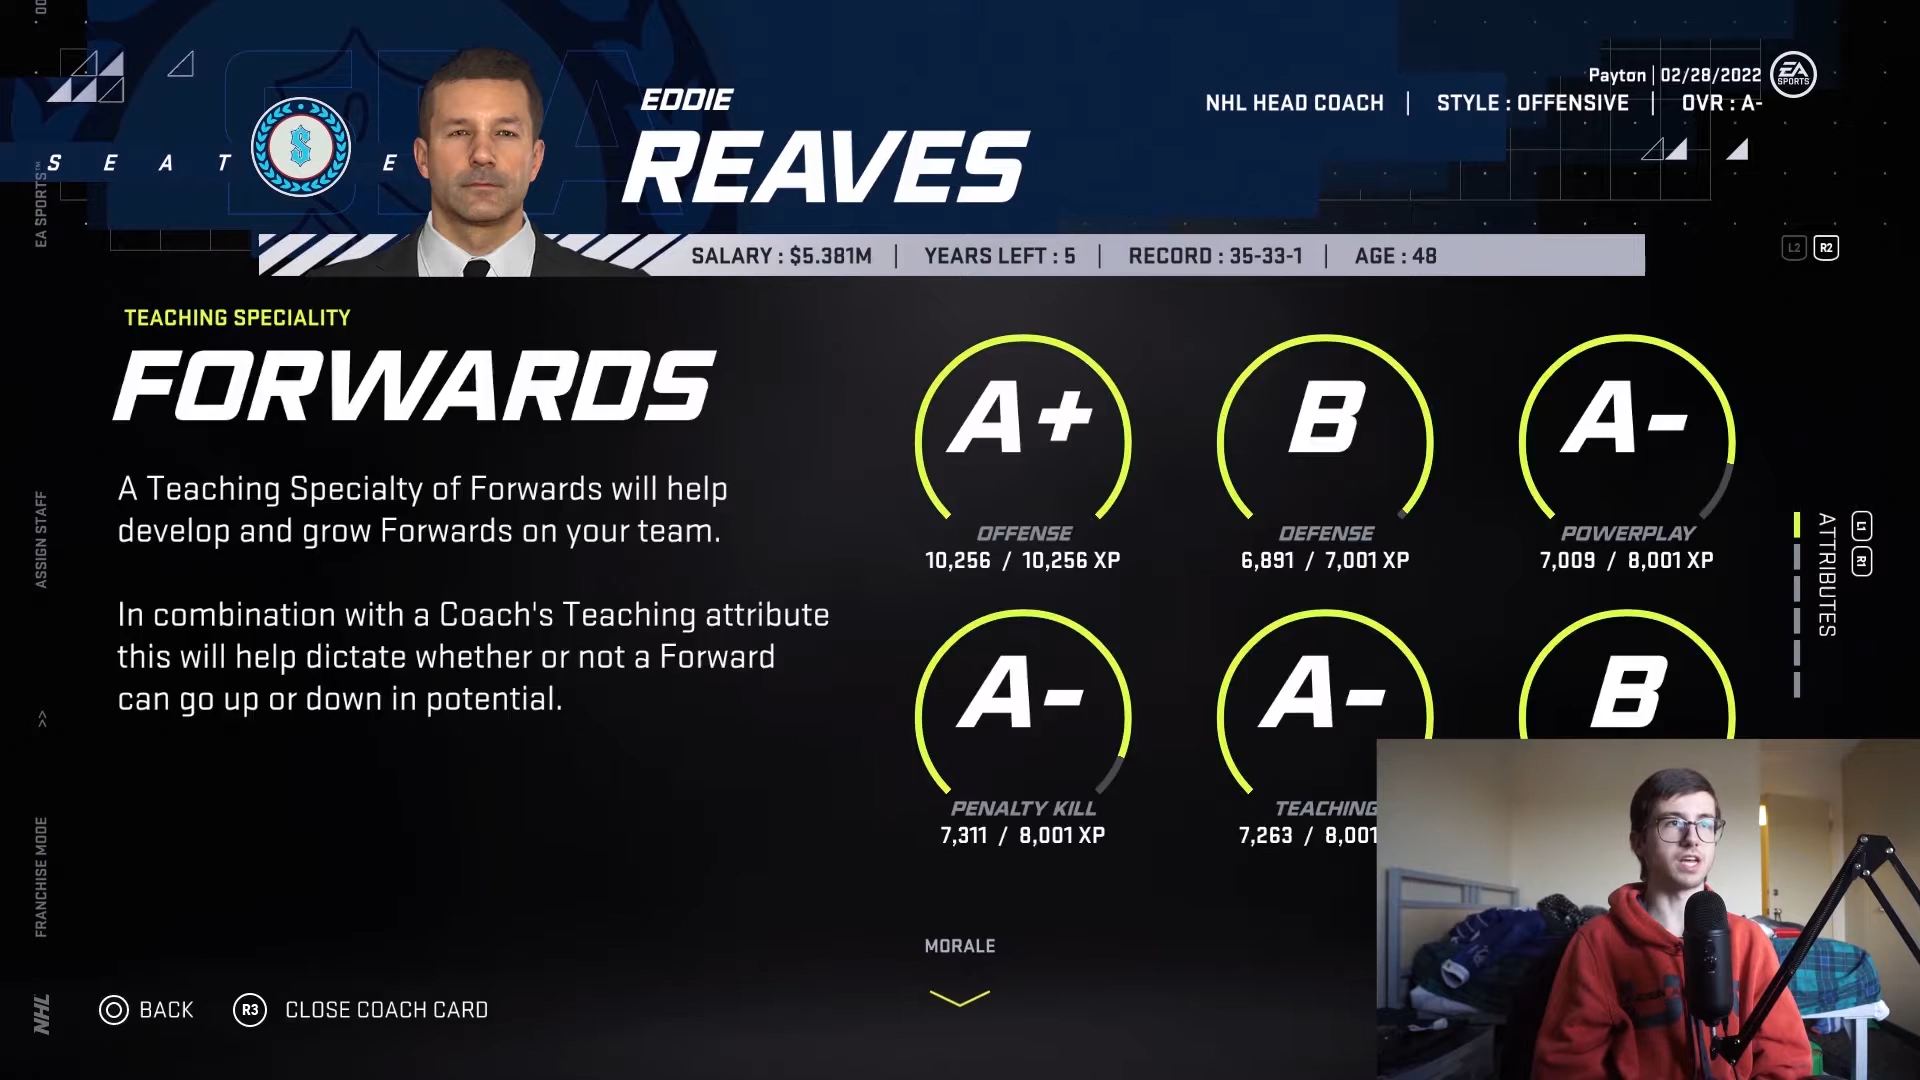 Payton | 02/28/2022
EA SPORTS
NHL HEAD COACH | STYLE : OFFENSIVE | OVR : A-
EDDIE
REAVES
S E A T E
S
SALARY : $5.381M | YEARS LEFT : 5 | RECORD : 35-33-1 | AGE : 48
L2 R2
TEACHING SPECIALITY
FORWARDS
A Teaching Specialty of Forwards will help
develop and grow Forwards on your team.
In combination with a Coach's Teaching attribute
this will help dictate whether or not a Forward
can go up or down in potential.
A+
OFFENSE
10,256 / 10,256 XP
B
DEFENSE
6,891 / 7,001 XP
A-
POWERPLAY
7,009 / 8,001 XP
A-
PENALTY KILL
7,311 / 8,001 XP
A-
TEACHING
7,263 / 8,001
B
ATTRIBUTES
L1
R1
MORALE
BACK
R3 CLOSE COACH CARD
EA SPORTS™
ASSIGN STAFF
>>
FRANCHISE MODE
NHL